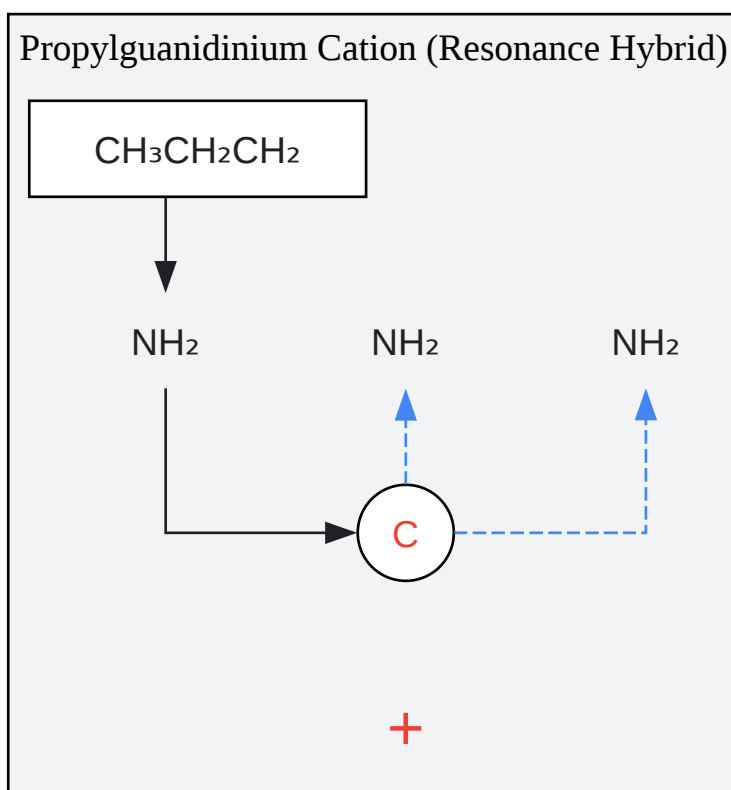 Propylguanidinium Cation (Resonance Hybrid)
CH₃CH₂CH₂
NH₂ NH₂ NH₂
C
+